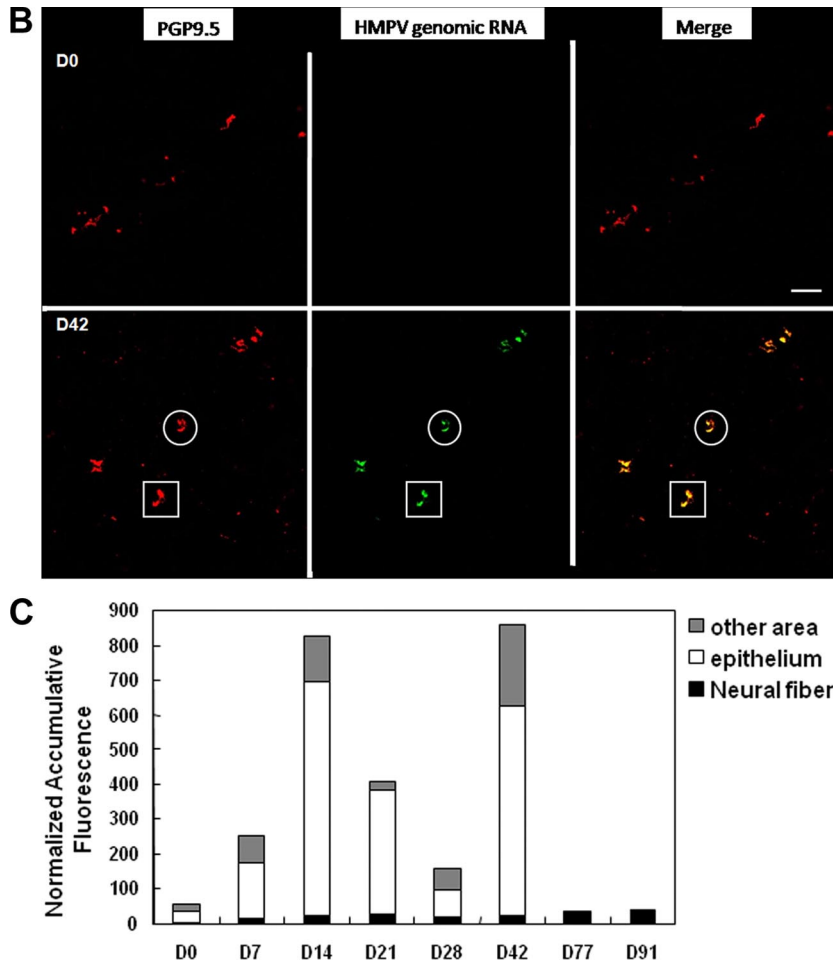 B
PGP9.5
HMPV genomic RNA
Merge
D0
D42
C
900
800
700
600
500
400
300
200
100
0
Normalized Accumulative
Fluorescence
D0 D7 D14 D21 D28 D42 D77 D91
other area
epithelium
Neural fiber